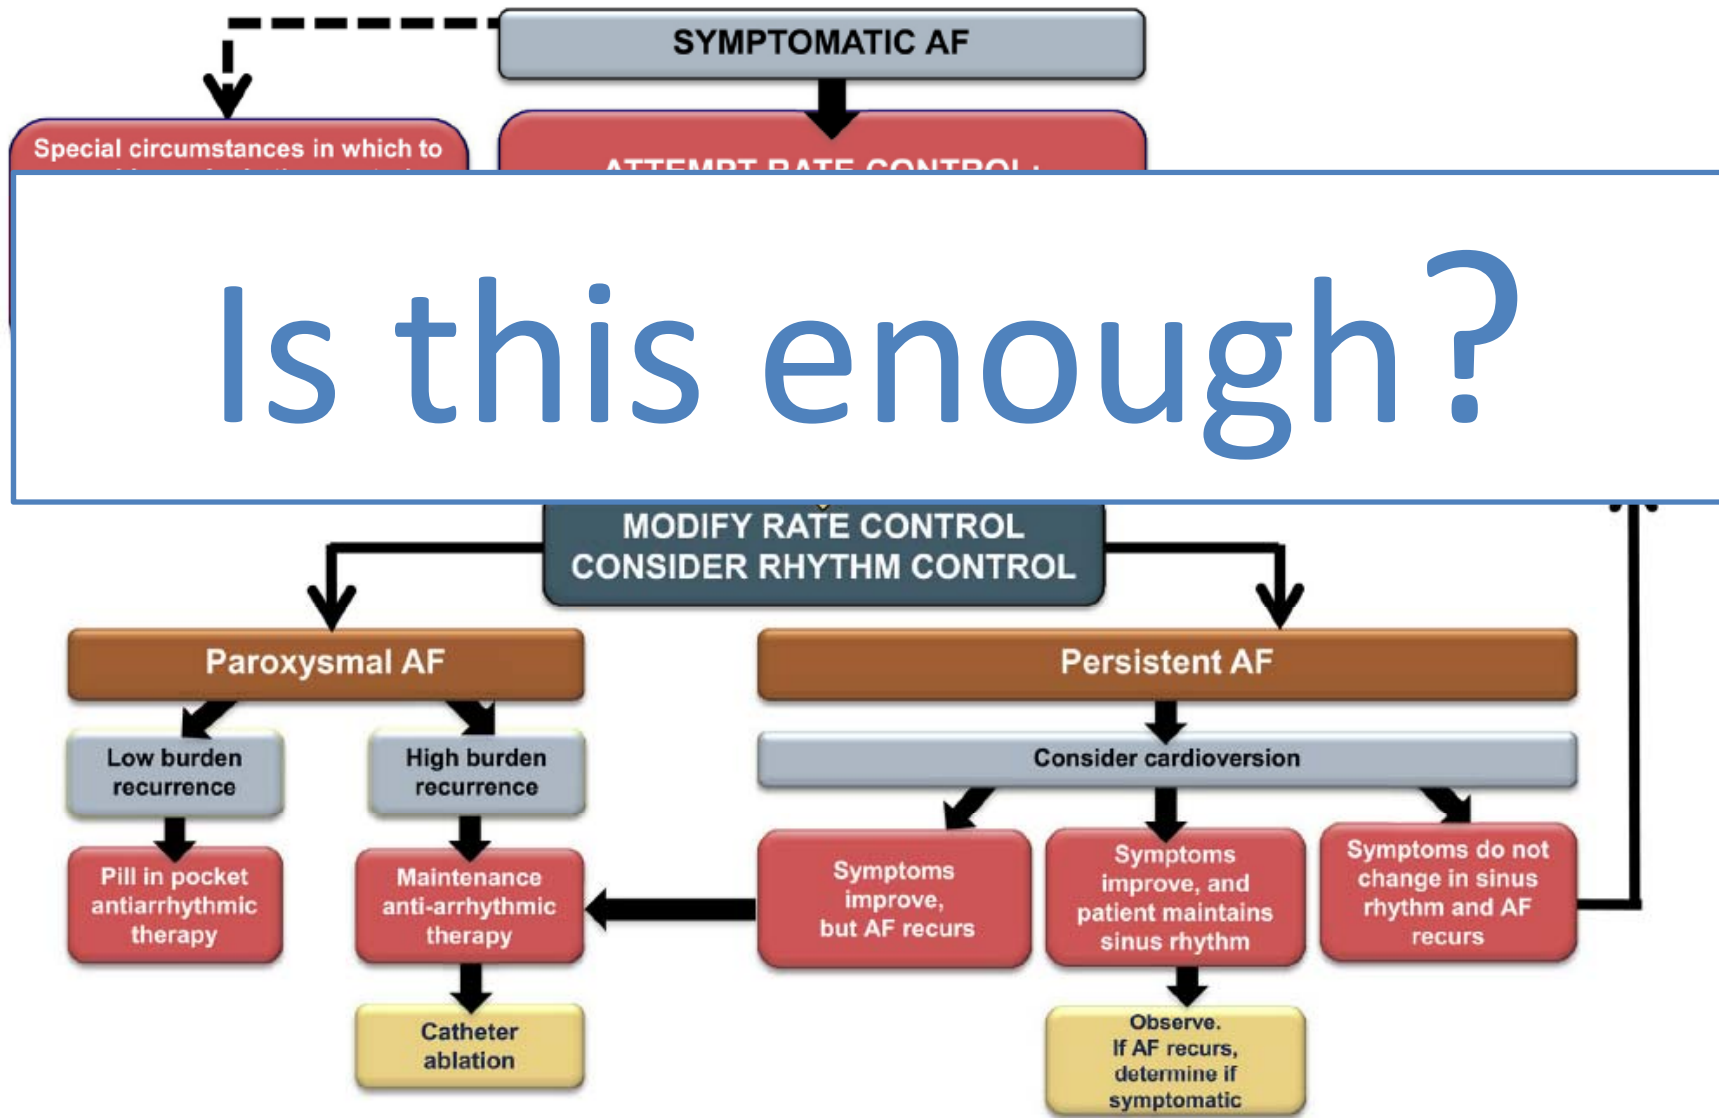 SYMPTOMATIC AF
Special circumstances in which to
ATTEMPT RATE CONTROL:
Is this enough?
MODIFY RATE CONTROL
CONSIDER RHYTHM CONTROL
Paroxysmal AF
Persistent AF
Low burden
recurrence
High burden
recurrence
Consider cardioversion
Pill in pocket
antiarrhythmic
therapy
Maintenance
anti-arrhythmic
therapy
Symptoms
improve,
but AF recurs
Symptoms
improve, and
patient maintains
sinus rhythm
Symptoms do not
change in sinus
rhythm and AF
recurs
Catheter
ablation
Observe.
If AF recurs,
determine if
symptomatic